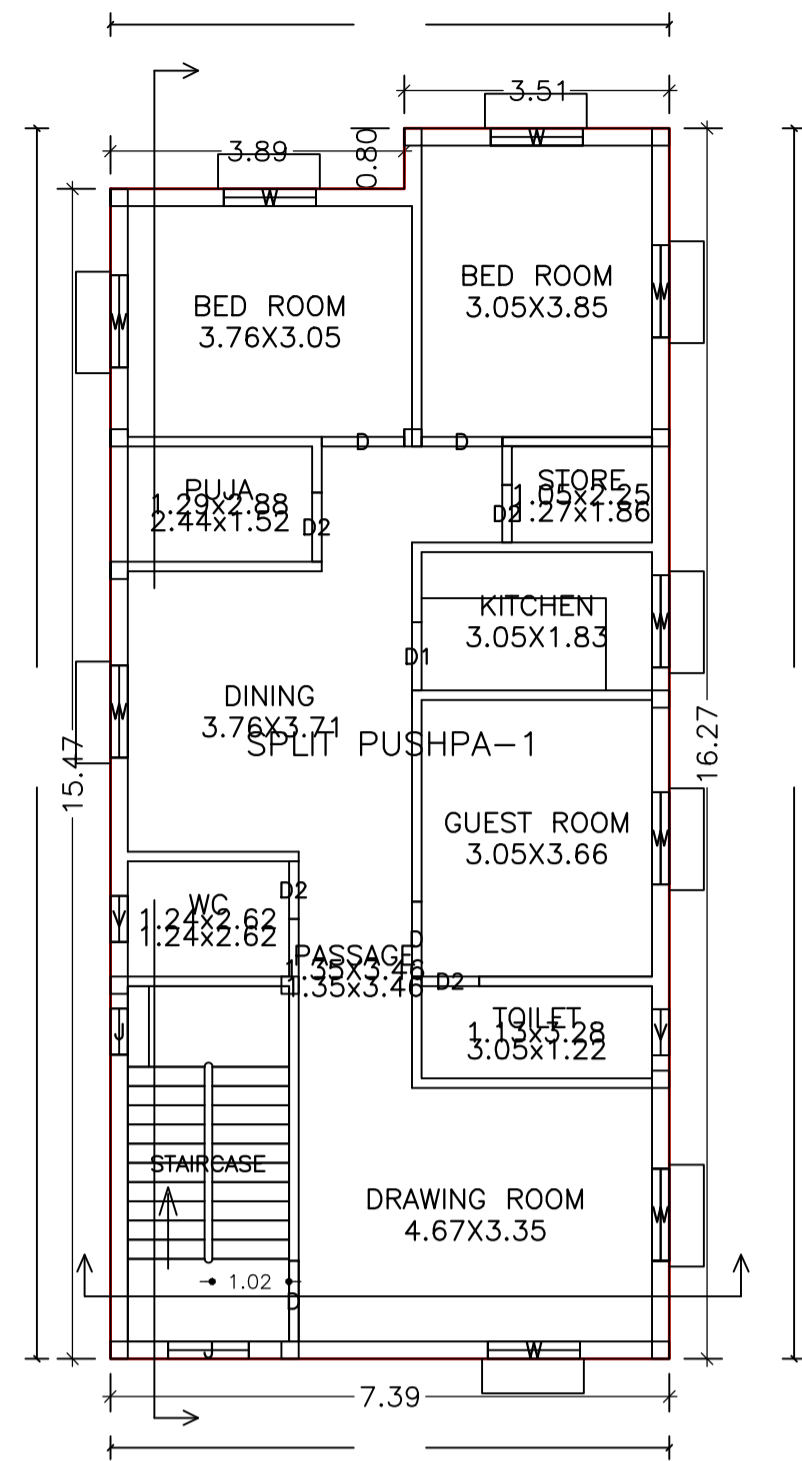 3.51
W
3.89
0.80
W
BED ROOM
3.05X3.85
W
BED ROOM
3.76X3.05
W
D
D
PUJA
1.29x2.88
2.44x1.52
D2
STORE
1.05x2.25
1.27x1.86
D2
KITCHEN
3.05X1.83
W
D1
DINING
3.76X3.71
W
SPLIT PUSHPA-1
15.47
16.27
GUEST ROOM
3.05X3.66
W
WC
1.24x2.62
1.24x2.62
D2
V
D
PASSAGE
1.35x3.46
1.35x3.46
D2
TOILET
1.13x3.28
3.05x1.22
V
J
STAIRCASE
DRAWING ROOM
4.67X3.35
W
1.02
D
J
W
7.39